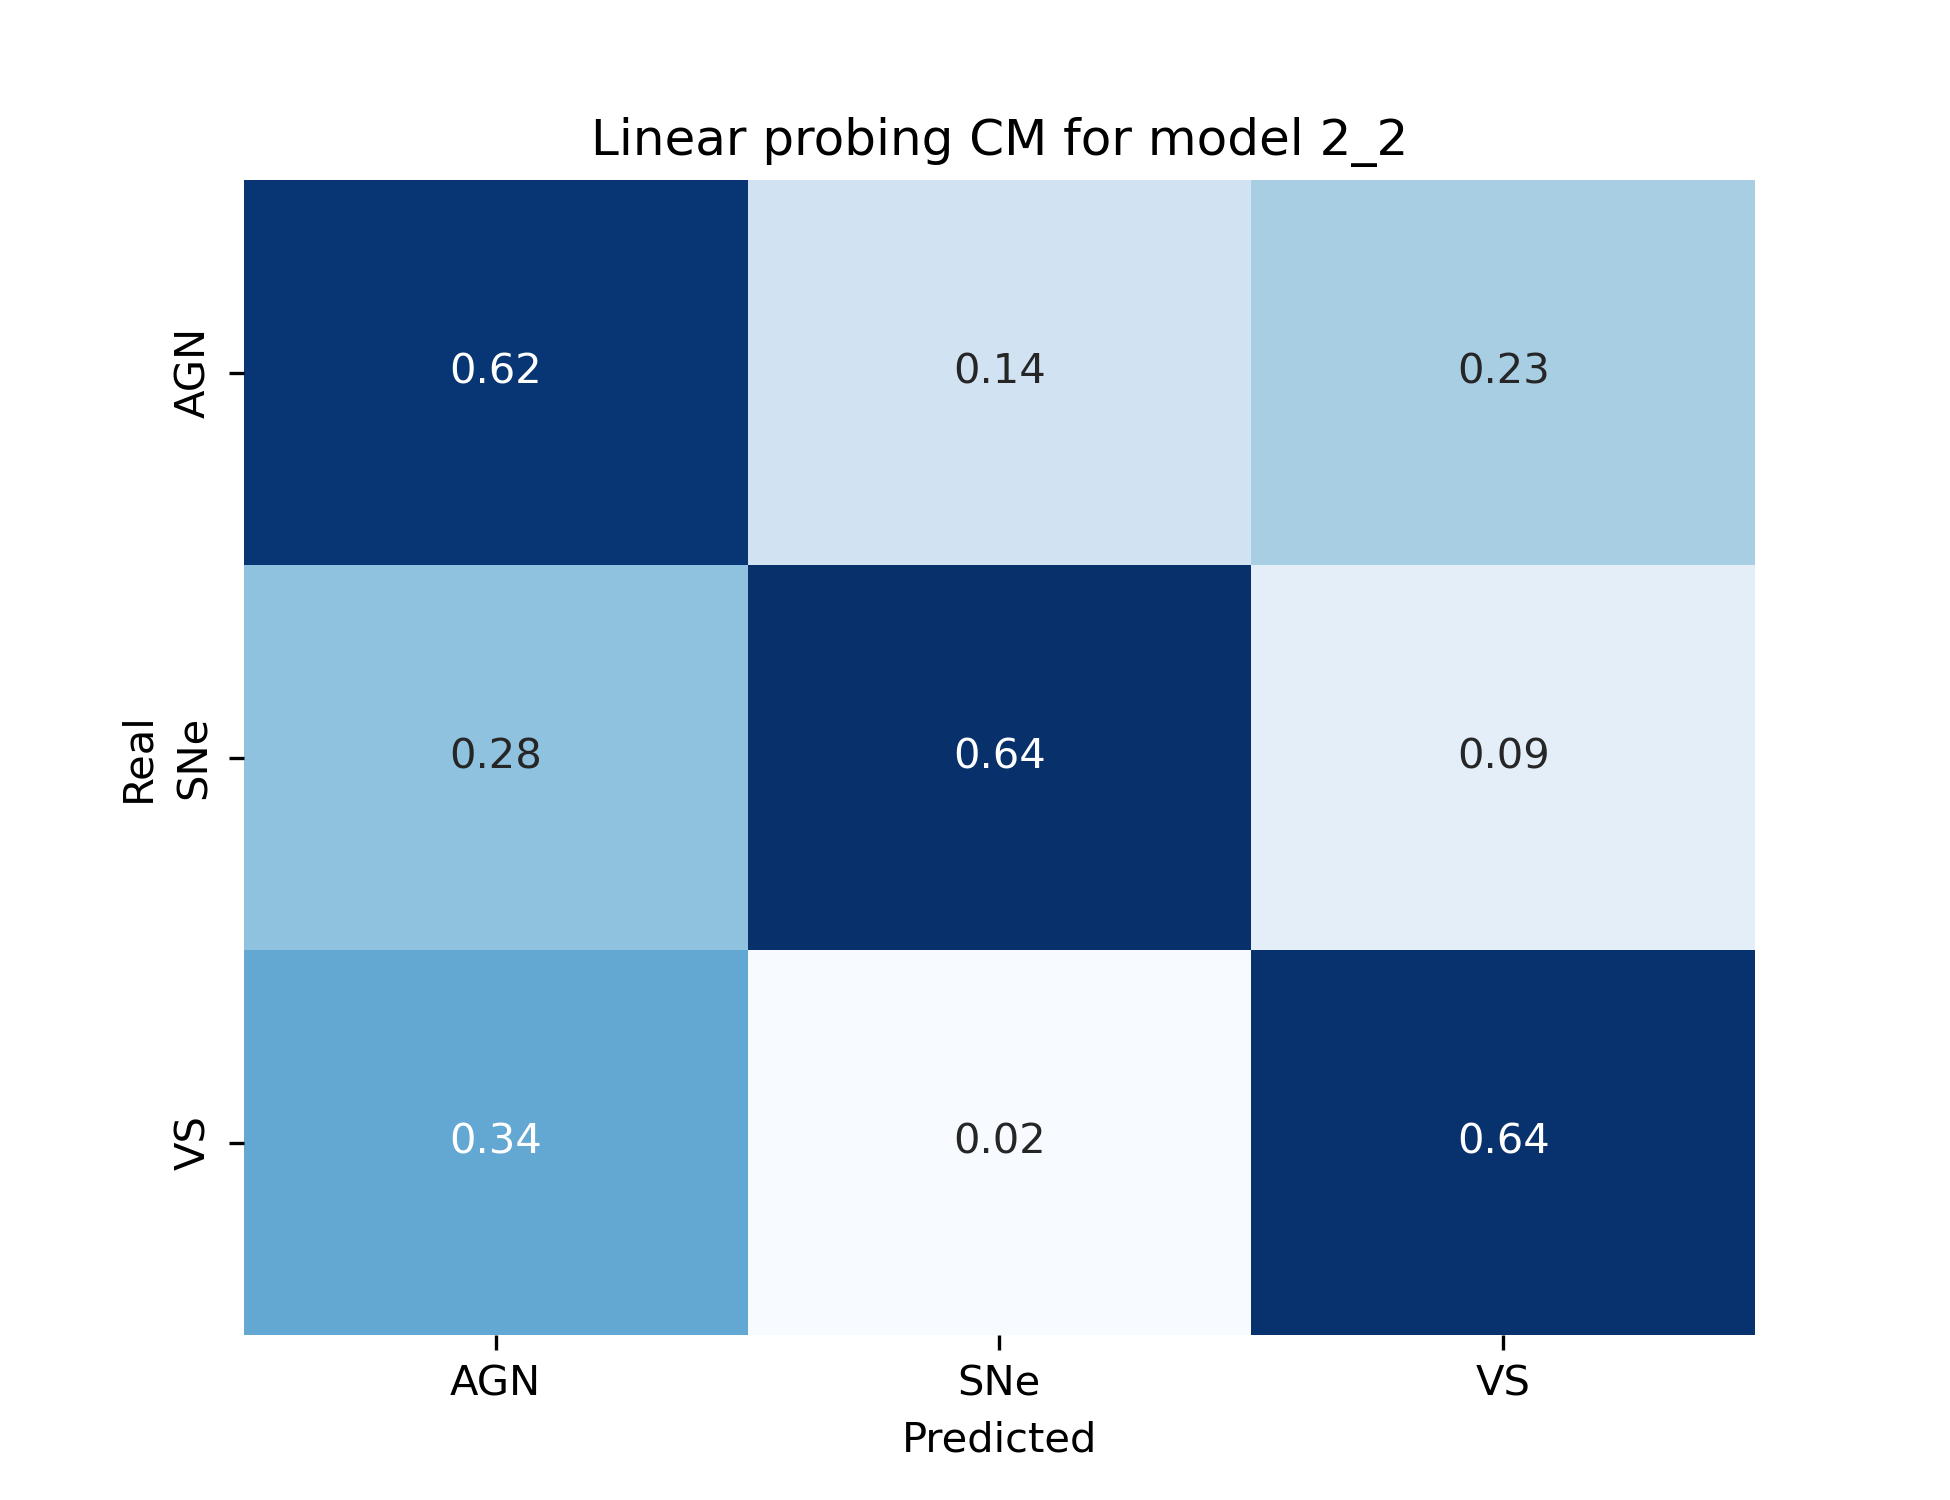 Linear probing CM for model 2_2
AGN
0.62
0.14
0.23
Real
SNe
0.28
0.64
0.09
VS
0.34
0.02
0.64
AGN
SNe
VS
Predicted